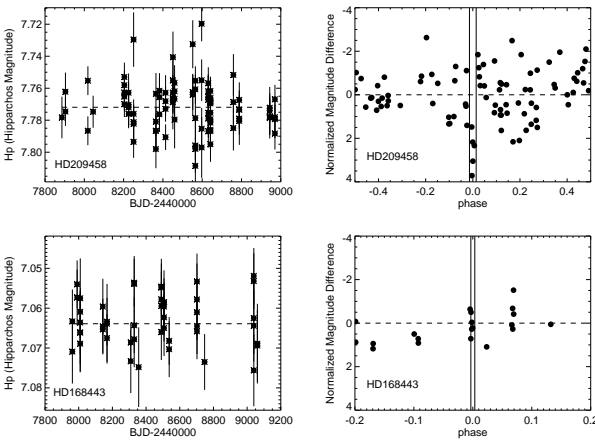 Hp (Hipparchos Magnitude)
7.72
7.74
7.76
7.78
7.80
HD209458
7800 8000 8250 8500 8600 8800 9000
BJD-2440000
Normalized Magnitude Difference
-4
-2
0
2
4
HD209458
-0.4 -0.2 0.0 0.2 0.4
phase
Hp (Hipparchos Magnitude)
7.05
7.06
7.07
7.08
HD168443
7800 8000 8200 8400 8600 8800 9000 9200
BJD-2440000
Normalized Magnitude Difference
-4
-2
0
2
4
HD168443
-0.2 -0.1 0.0 0.1 0.2
phase